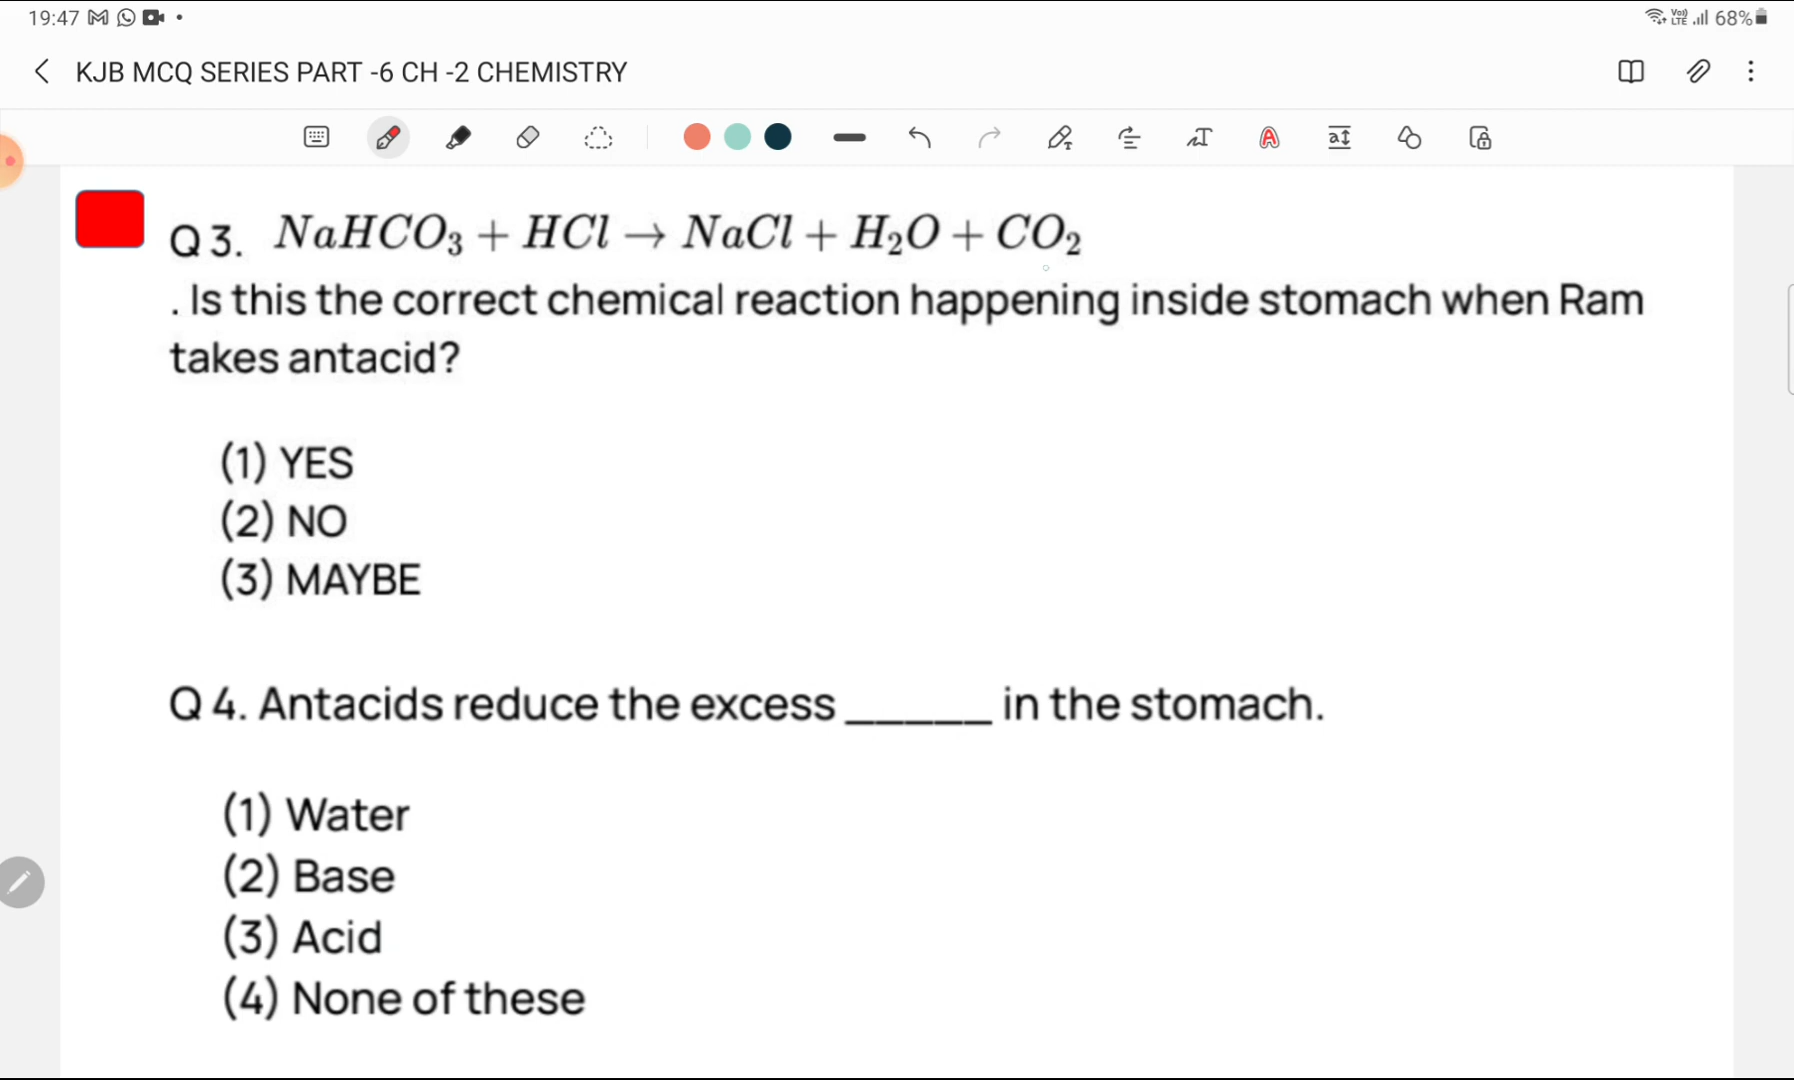 19:47 68%
KJB MCQ SERIES PART -6 CH -2 CHEMISTRY
Q 3. NaHCO₃ + HCl → NaCl + H₂O + CO₂
. Is this the correct chemical reaction happening inside stomach when Ram
takes antacid?
(1) YES
(2) NO
(3) MAYBE
Q 4. Antacids reduce the excess ______ in the stomach.
(1) Water
(2) Base
(3) Acid
(4) None of these